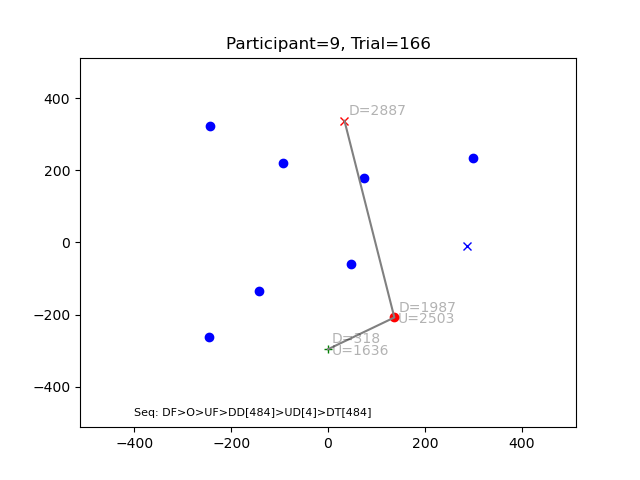 Participant=9, Trial=166
D=2887
D=1987
U=2503
D=318
U=1636
Seq: DF>O>UF>DD[484]>UD[4]>DT[484]
400
200
0
−200
−400
−400
−200
0
200
400